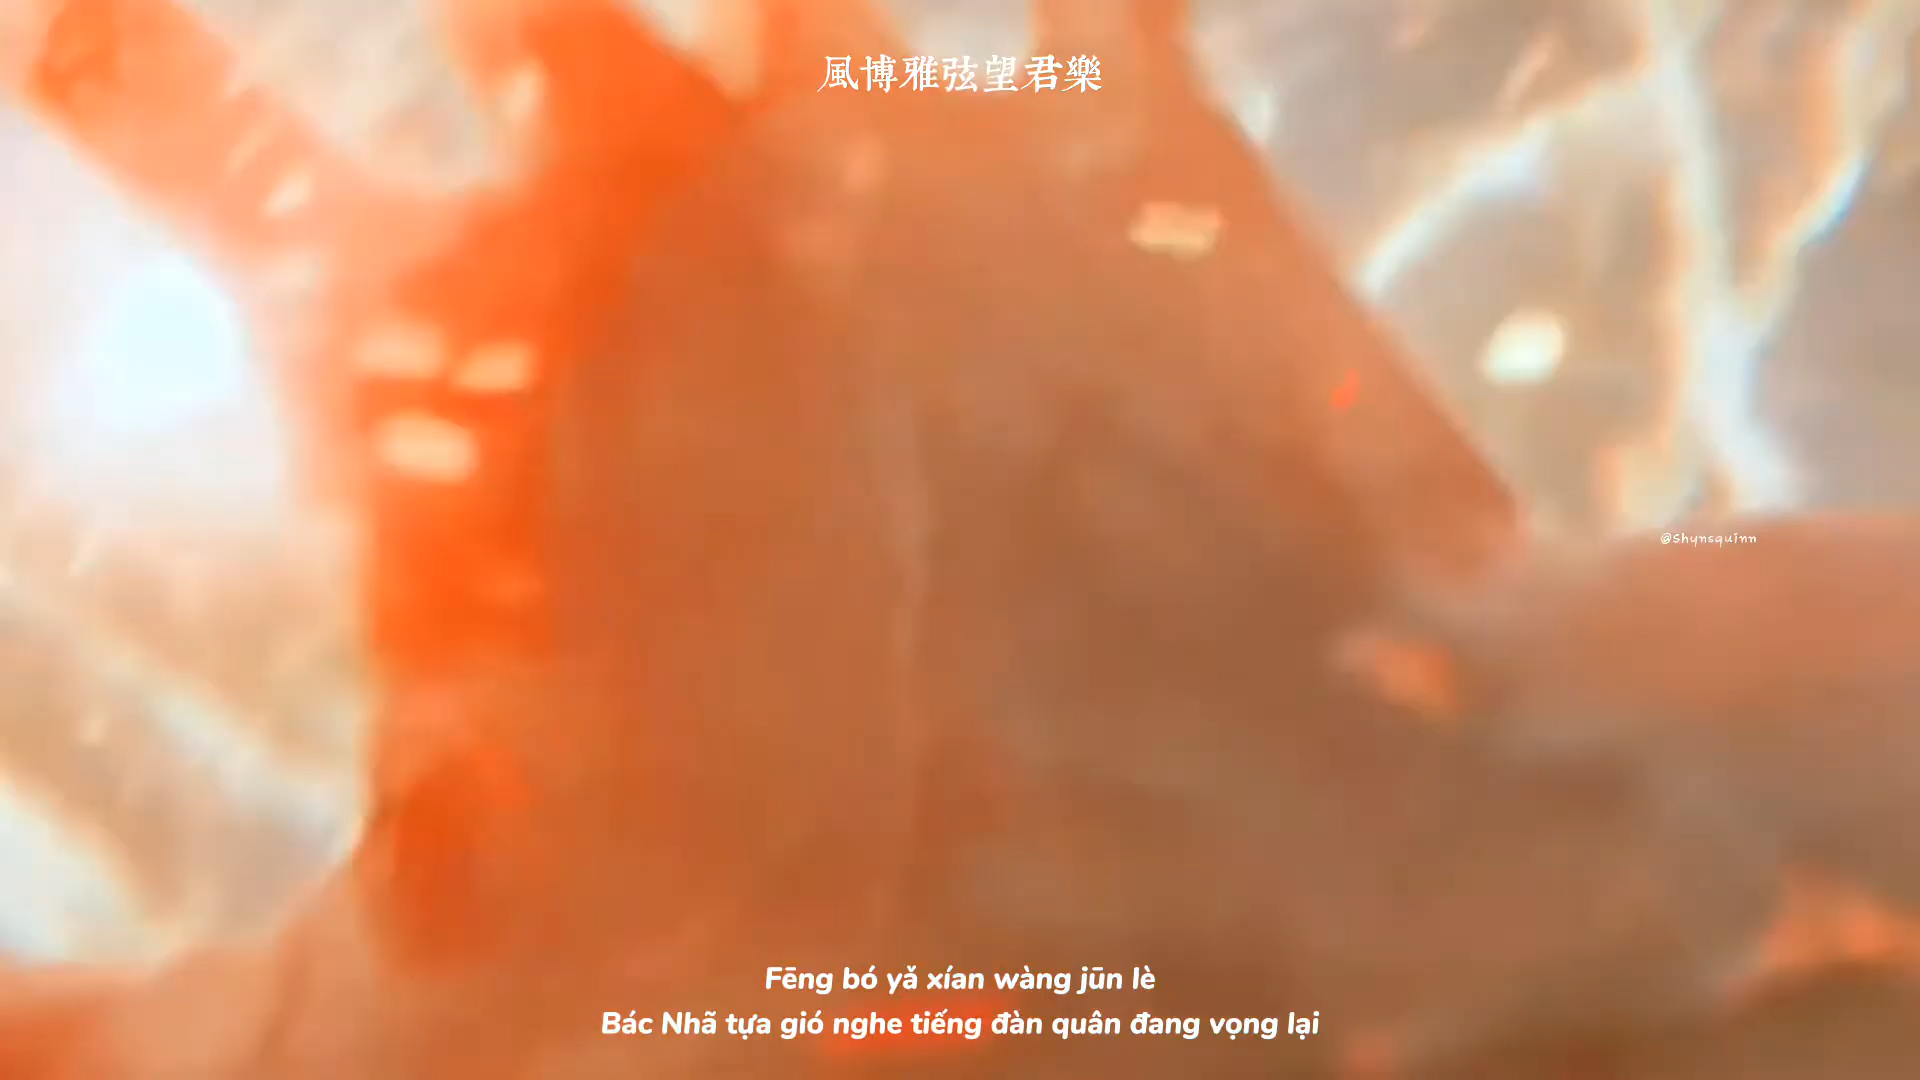 風博雅弦望君樂
@Shynsquinn
Fēng bó yǎ xían wàng jūn lè
Bác Nhã tựa gió nghe tiếng đàn quân đang vọng lại